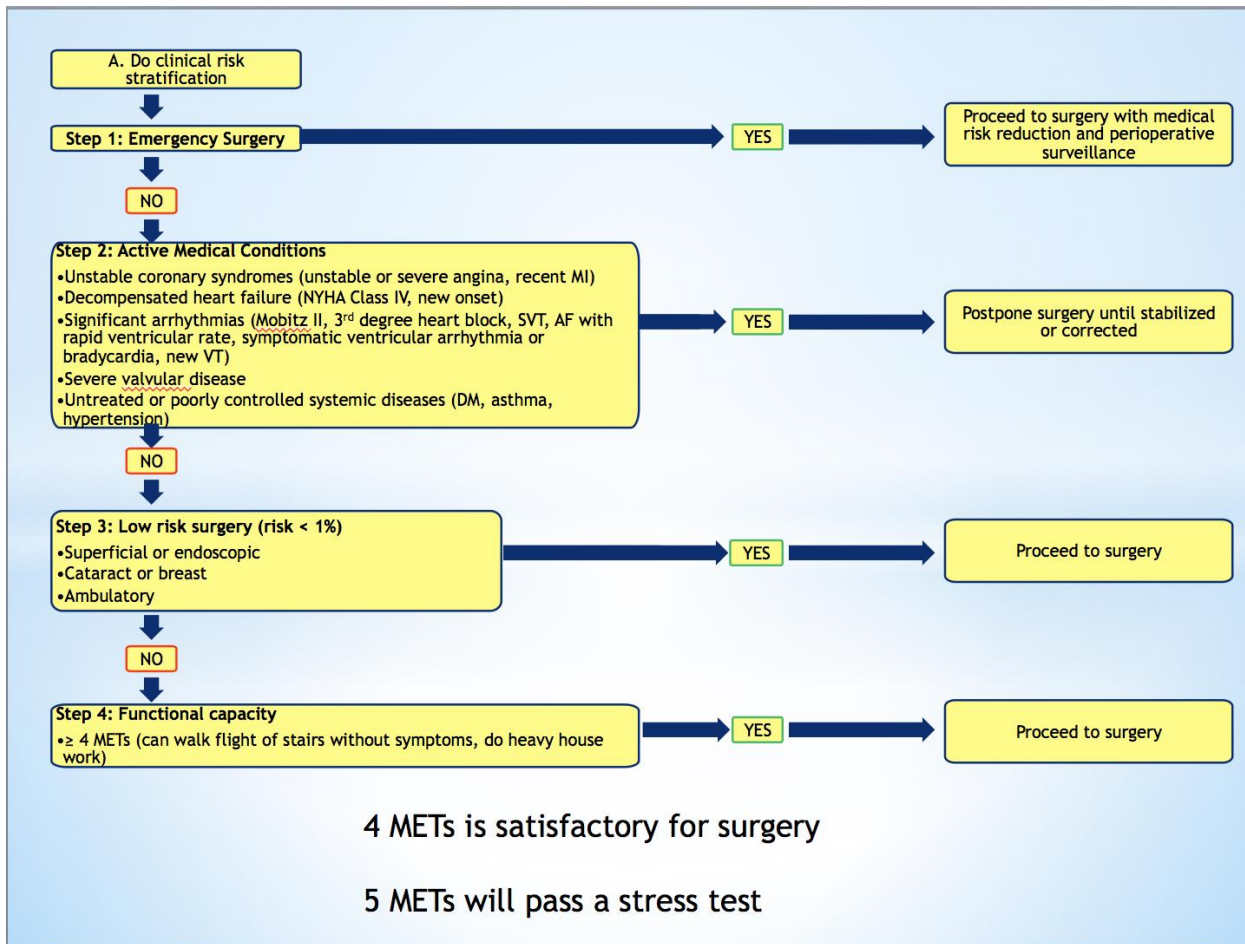 A. Do clinical risk
stratification
Step 1: Emergency Surgery
YES
Proceed to surgery with medical
risk reduction and perioperative
surveillance
NO
Step 2: Active Medical Conditions
•Unstable coronary syndromes (unstable or severe angina, recent MI)
•Decompensated heart failure (NYHA Class IV, new onset)
•Significant arrhythmias (Mobitz II, 3rd degree heart block, SVT, AF with
rapid ventricular rate, symptomatic ventricular arrhythmia or
bradycardia, new VT)
•Severe valvular disease
•Untreated or poorly controlled systemic diseases (DM, asthma,
hypertension)
YES
Postpone surgery until stabilized
or corrected
NO
Step 3: Low risk surgery (risk < 1%)
•Superficial or endoscopic
•Cataract or breast
•Ambulatory
YES
Proceed to surgery
NO
Step 4: Functional capacity
•≥ 4 METs (can walk flight of stairs without symptoms, do heavy house
work)
YES
Proceed to surgery
4 METs is satisfactory for surgery
5 METs will pass a stress test